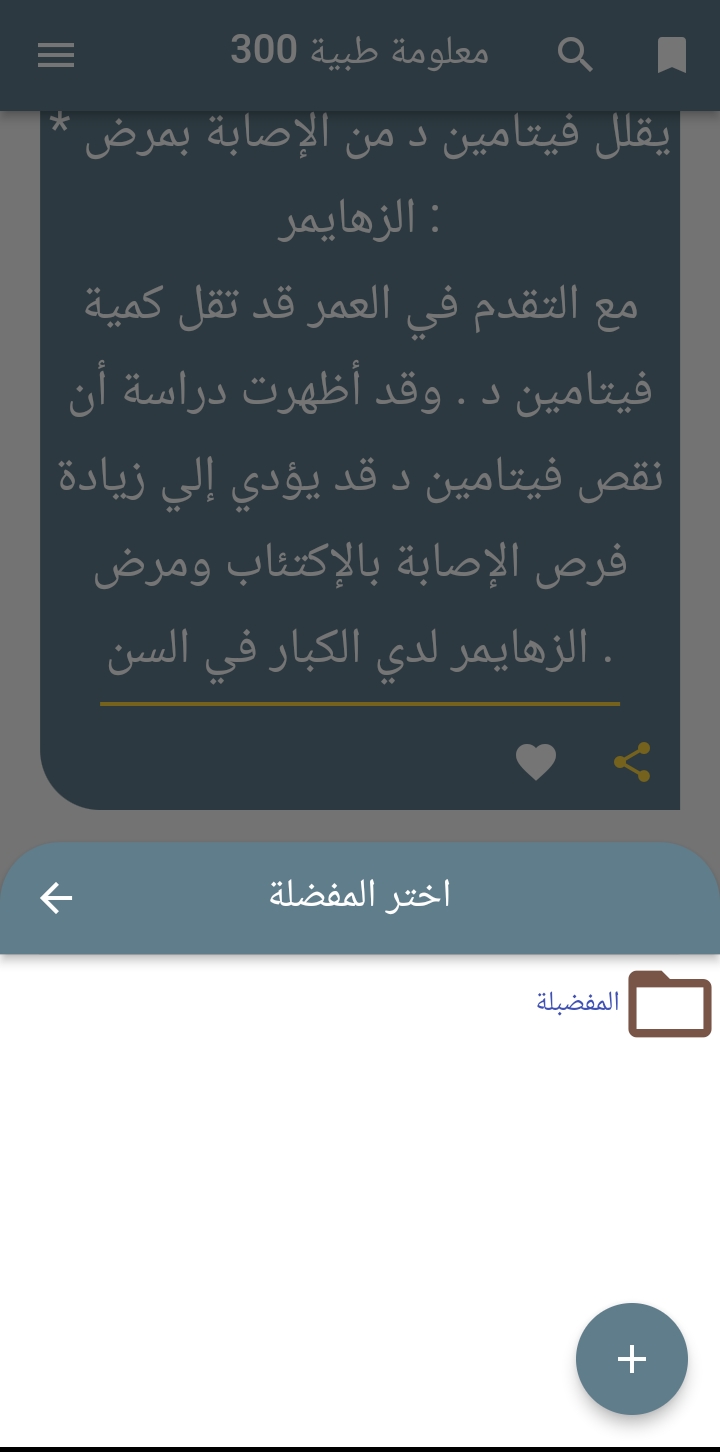 300 معلومة طبية
* يقلل فيتامين د من الإصابة بمرض
الزهايمر :
مع التقدم في العمر قد تقل كمية
فيتامين د . وقد أظهرت دراسة أن
نقص فيتامين د قد يؤدي إلي زيادة
فرص الإصابة بالإكتئاب ومرض
الزهايمر لدي الكبار في السن .
اختر المفضلة
المفضبلة